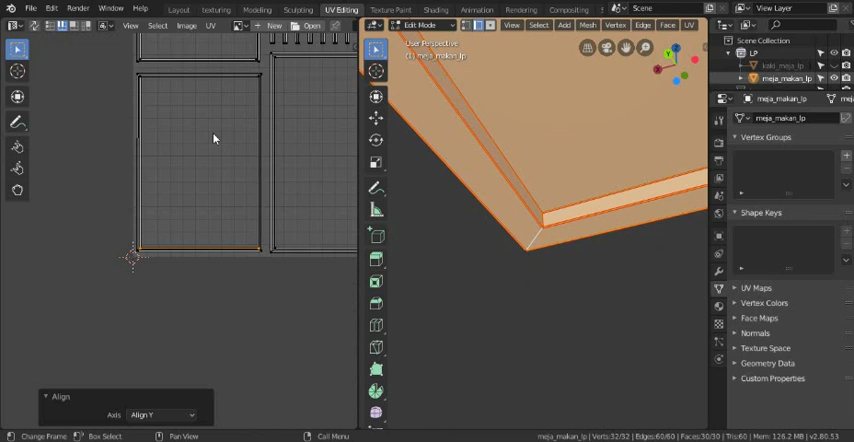 File Edit Render Window Help Layout texturing Modeling Sculpting UV Editing Texture Paint Shading Animation Rendering Compositing Scene View Layer
View Select Image UV New Open Edit Mode View Select Add Mesh Vertex Edge Face UV
User Perspective
(1) meja_makan_lp
Y
X
Z
Scene Collection
LP
kaki_meja_lp
meja_makan_lp
meja_makan_lp
meja_makan_lp
Vertex Groups
Shape Keys
UV Maps
Vertex Colors
Face Maps
Normals
Texture Space
Geometry Data
Custom Properties
Align
Axis Align Y
Change Frame Box Select Pan View Call Menu meja_makan_lp | Verts:32/32 | Edges:60/60 | Faces:30/30 | Tris:60 | Mem: 126.2 MB | v2.80.53